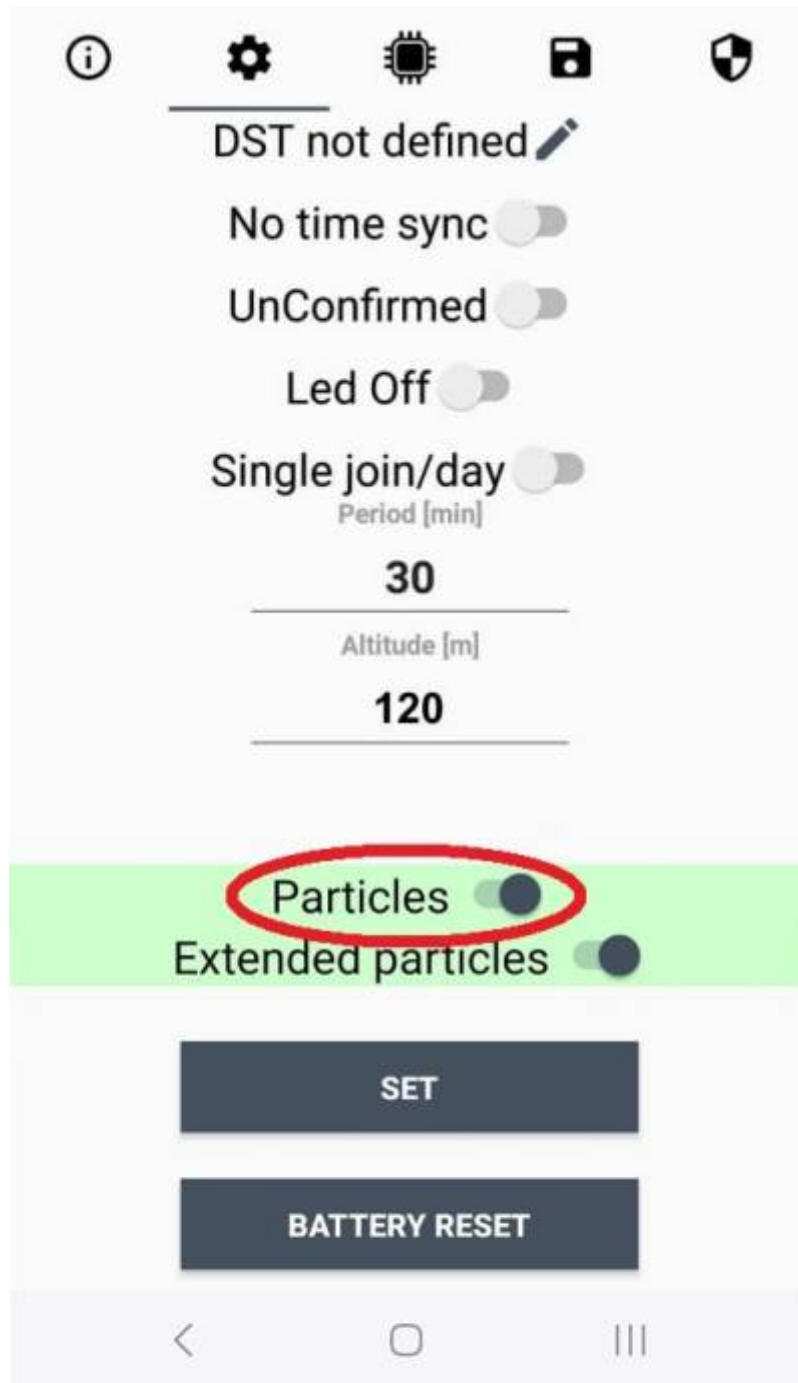 DST not defined
No time sync
UnConfirmed
Led Off
Single join/day
Period [min]
30
Altitude [m]
120
Particles
Extended particles
SET
BATTERY RESET